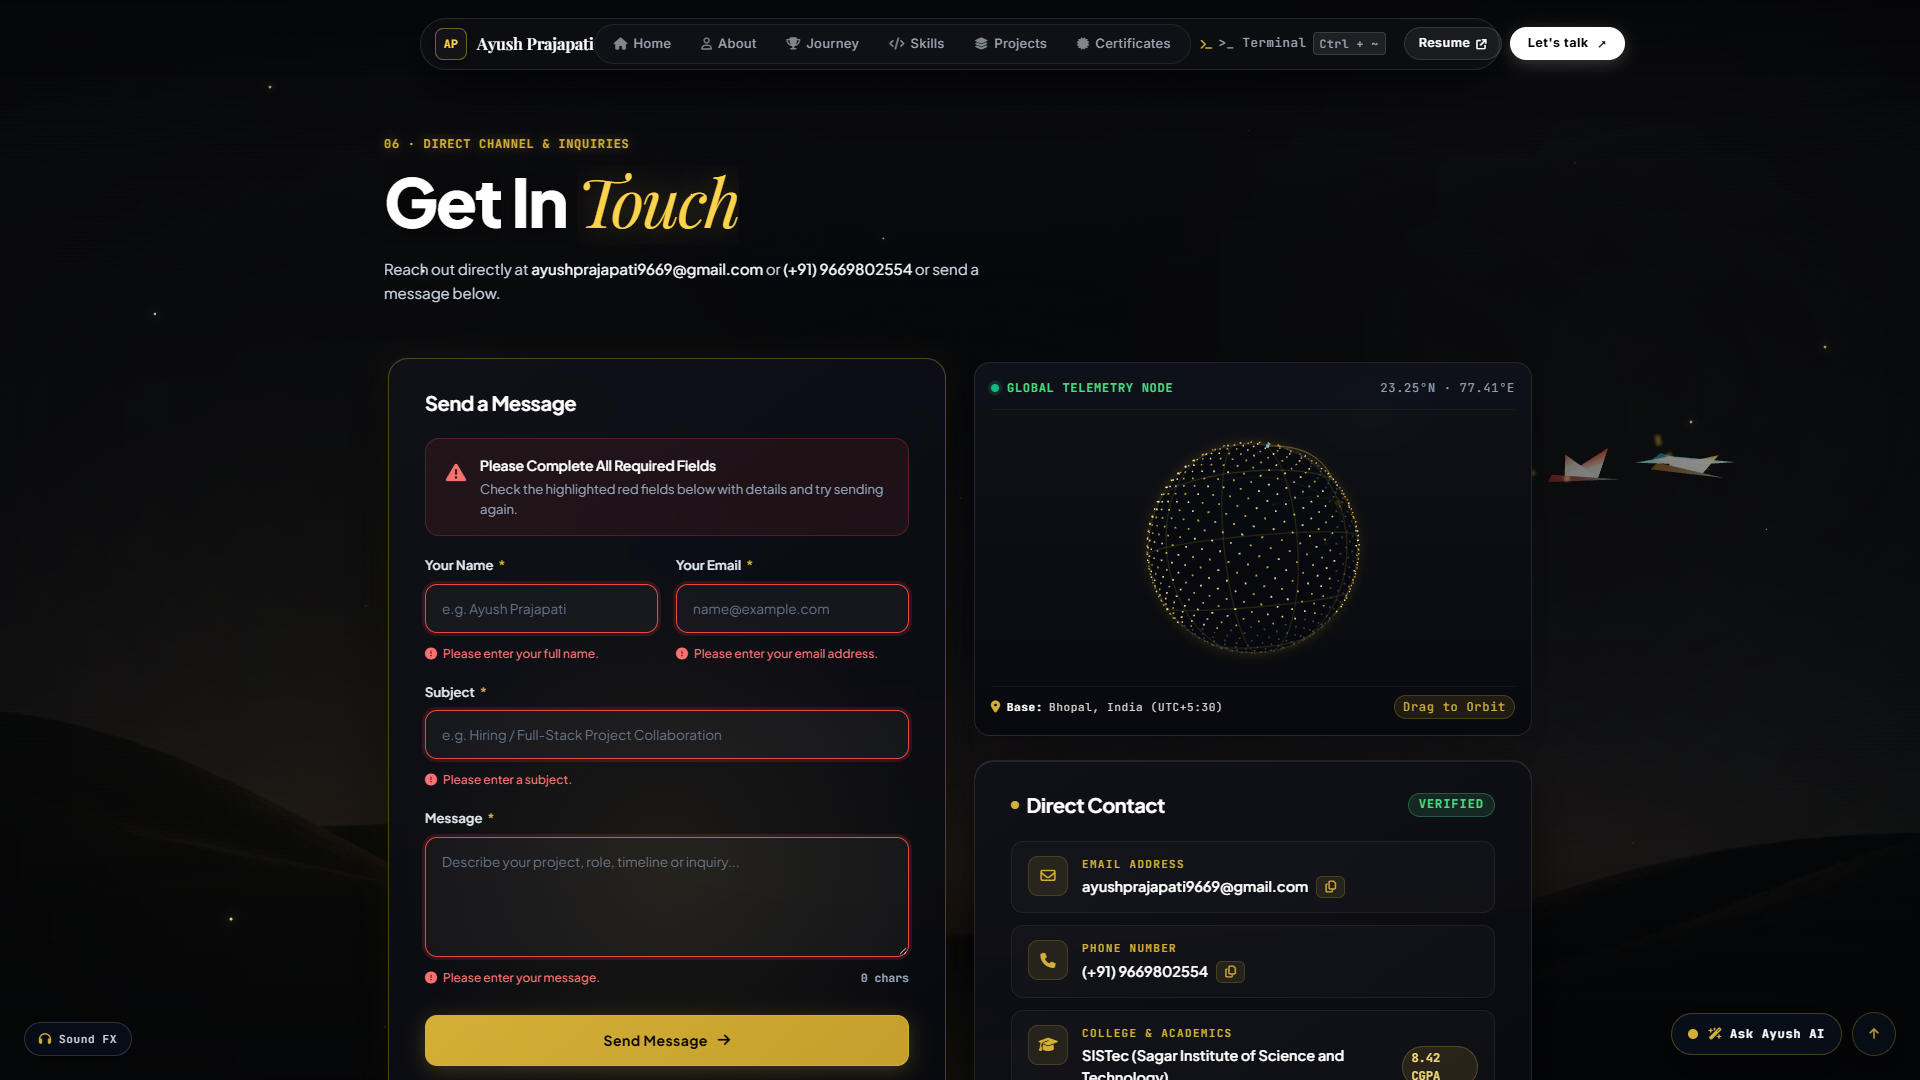 AP Ayush Prajapati Home About Journey Skills Projects Certificates >_ Terminal Ctrl + ~ Resume Let's talk ↗
06 · DIRECT CHANNEL & INQUIRIES
Get In Touch
Reach out directly at ayushprajapati9669@gmail.com or (+91) 9669802554 or send a
message below.
Send a Message
Please Complete All Required Fields
Check the highlighted red fields below with details and try sending
again.
Your Name * Your Email *
e.g. Ayush Prajapati name@example.com
Please enter your full name. Please enter your email address.
Subject *
e.g. Hiring / Full-Stack Project Collaboration
Please enter a subject.
Message *
Describe your project, role, timeline or inquiry...
Please enter your message. 0 chars
Send Message →
GLOBAL TELEMETRY NODE 23.25°N · 77.41°E
Base: Bhopal, India (UTC+5:30) Drag to Orbit
Direct Contact VERIFIED
EMAIL ADDRESS
ayushprajapati9669@gmail.com
PHONE NUMBER
(+91) 9669802554
COLLEGE & ACADEMICS
SISTec (Sagar Institute of Science and
Technology)
8.42
CGPA
Sound FX
Ask Ayush AI